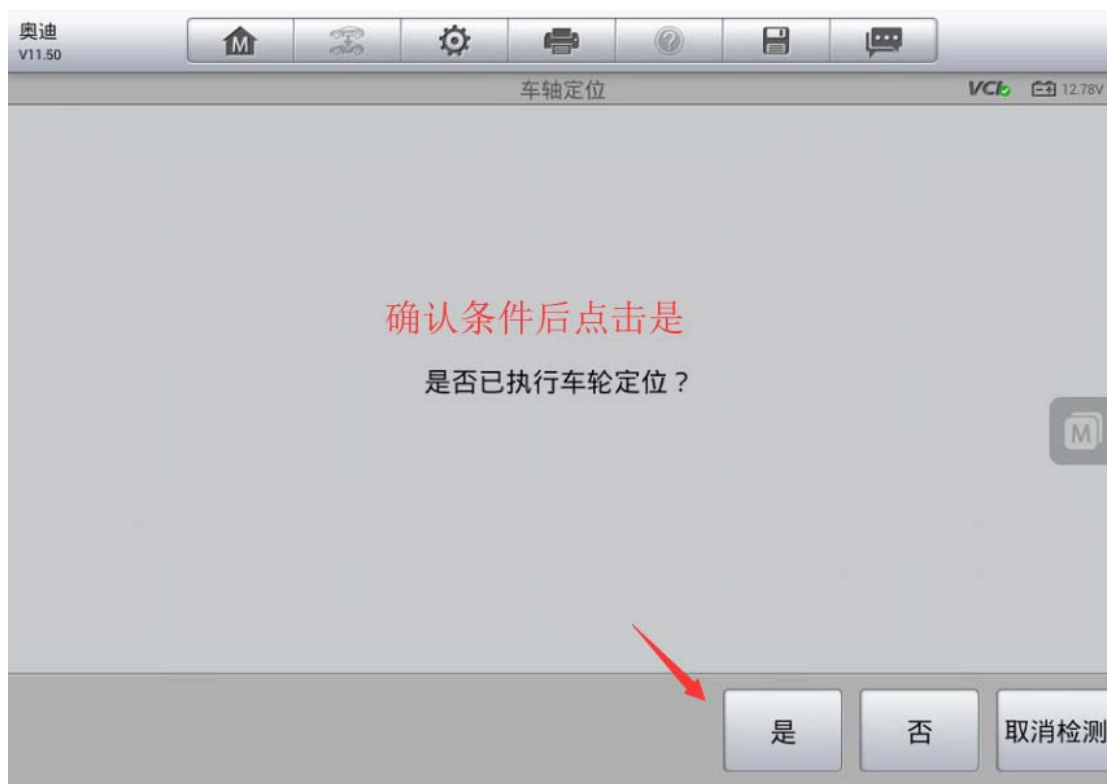 奥迪
V11.50
M
车轴定位
VCI
12.78V
确认条件后点击是
是否已执行车轮定位？
M
是
否
取消检测